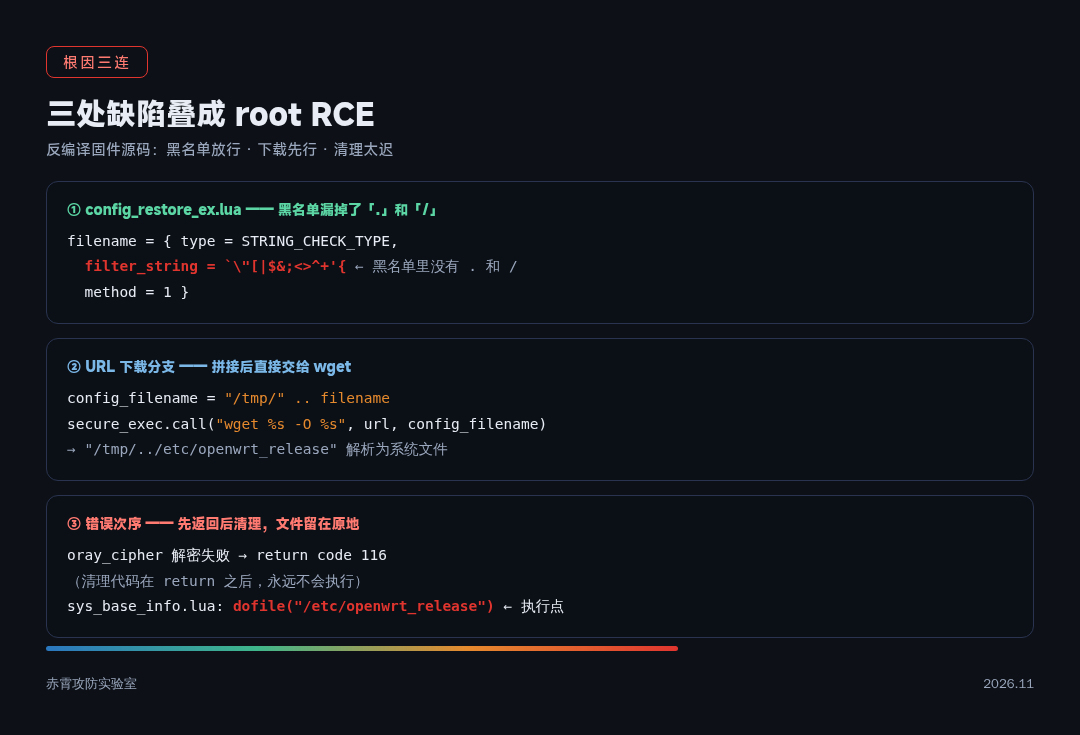 根因三连
三处缺陷叠成 root RCE
反编译固件源码：黑名单放行 · 下载先行 · 清理太迟
① config_restore_ex.lua —— 黑名单漏掉了「.」和「/」
filename = { type = STRING_CHECK_TYPE,
filter_string = `\"[|$&;<>^+'{ ← 黑名单里没有 . 和 /
method = 1 }
② URL 下载分支 —— 拼接后直接交给 wget
config_filename = "/tmp/" .. filename
secure_exec.call("wget %s -O %s", url, config_filename)
→ "/tmp/../etc/openwrt_release" 解析为系统文件
③ 错误次序 —— 先返回后清理，文件留在原地
oray_cipher 解密失败 → return code 116
（清理代码在 return 之后，永远不会执行）
sys_base_info.lua: dofile("/etc/openwrt_release") ← 执行点
赤霄攻防实验室
2026.11